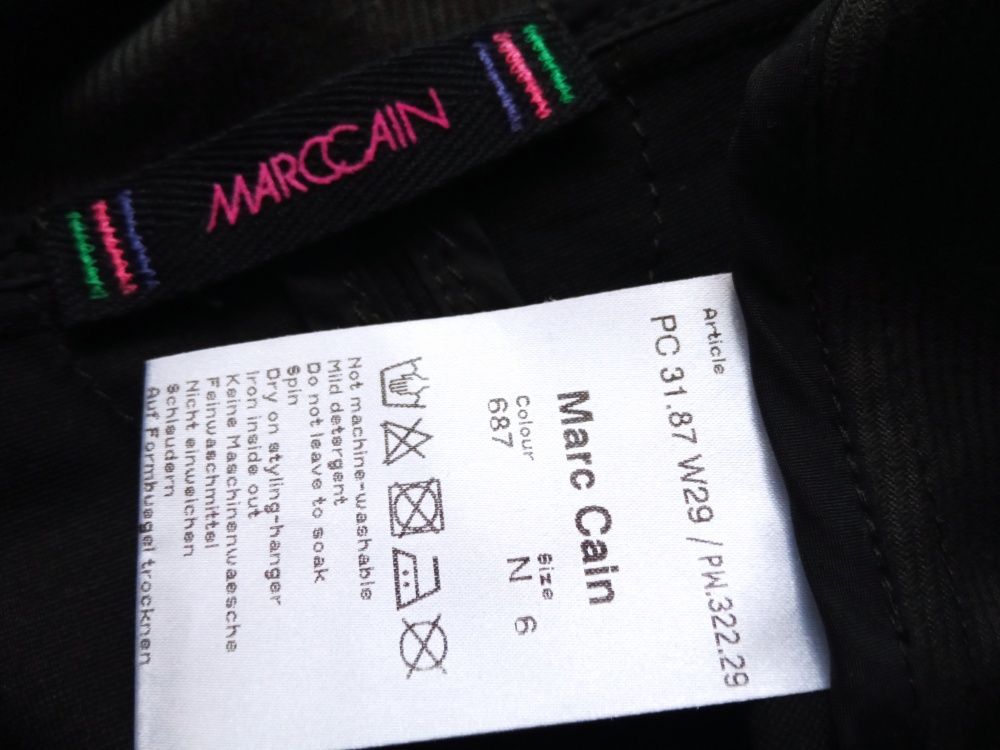 MARCCAIN
Article
PC 31.87 W29 / PW.322.29
Marc Cain
Colour Size
687 N° 6
Not machine-washable
Mild detergent
Do not leave to soak
Spin
Dry on styling-hanger
Iron inside out
Keine Maschinenwaesche
Feinwaschmittel
Nicht einweichen
Schleudern
Auf Formbuegel trocknen